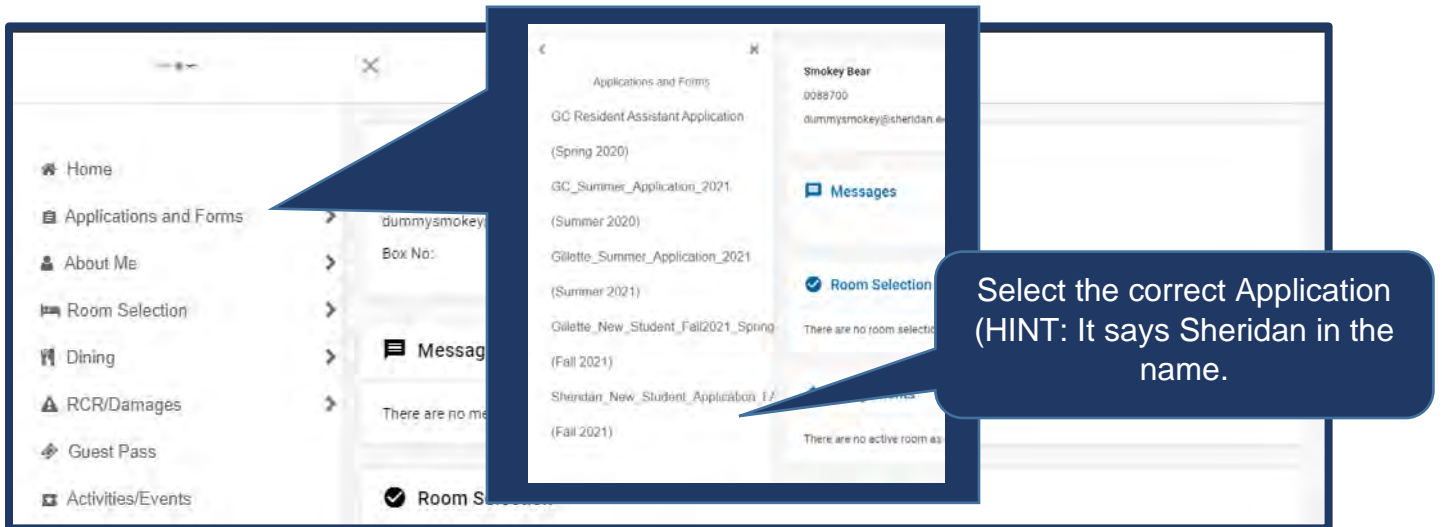 Home
Applications and Forms
About Me
Room Selection
Dining
RCR/Damages
Guest Pass
Activities/Events
dummysmokey
Box No:
Messag
There are no me
Room S
Applications and Forms
GC Resident Assistant Application
(Spring 2020)
GC_Summer_Application_2021
(Summer 2020)
Gillette_Summer_Application_2021
(Summer 2021)
Gillette_New_Student_Fall2021_Spring
(Fall 2021)
Sheridan_New_Student_Application_FA
(Fall 2021)
Smokey Bear
0088700
dummysmokey@sheridan.e
Messages
Room Selection
There are no room selectio
There are no active room as
Select the correct Application
(HINT: It says Sheridan in the
name.